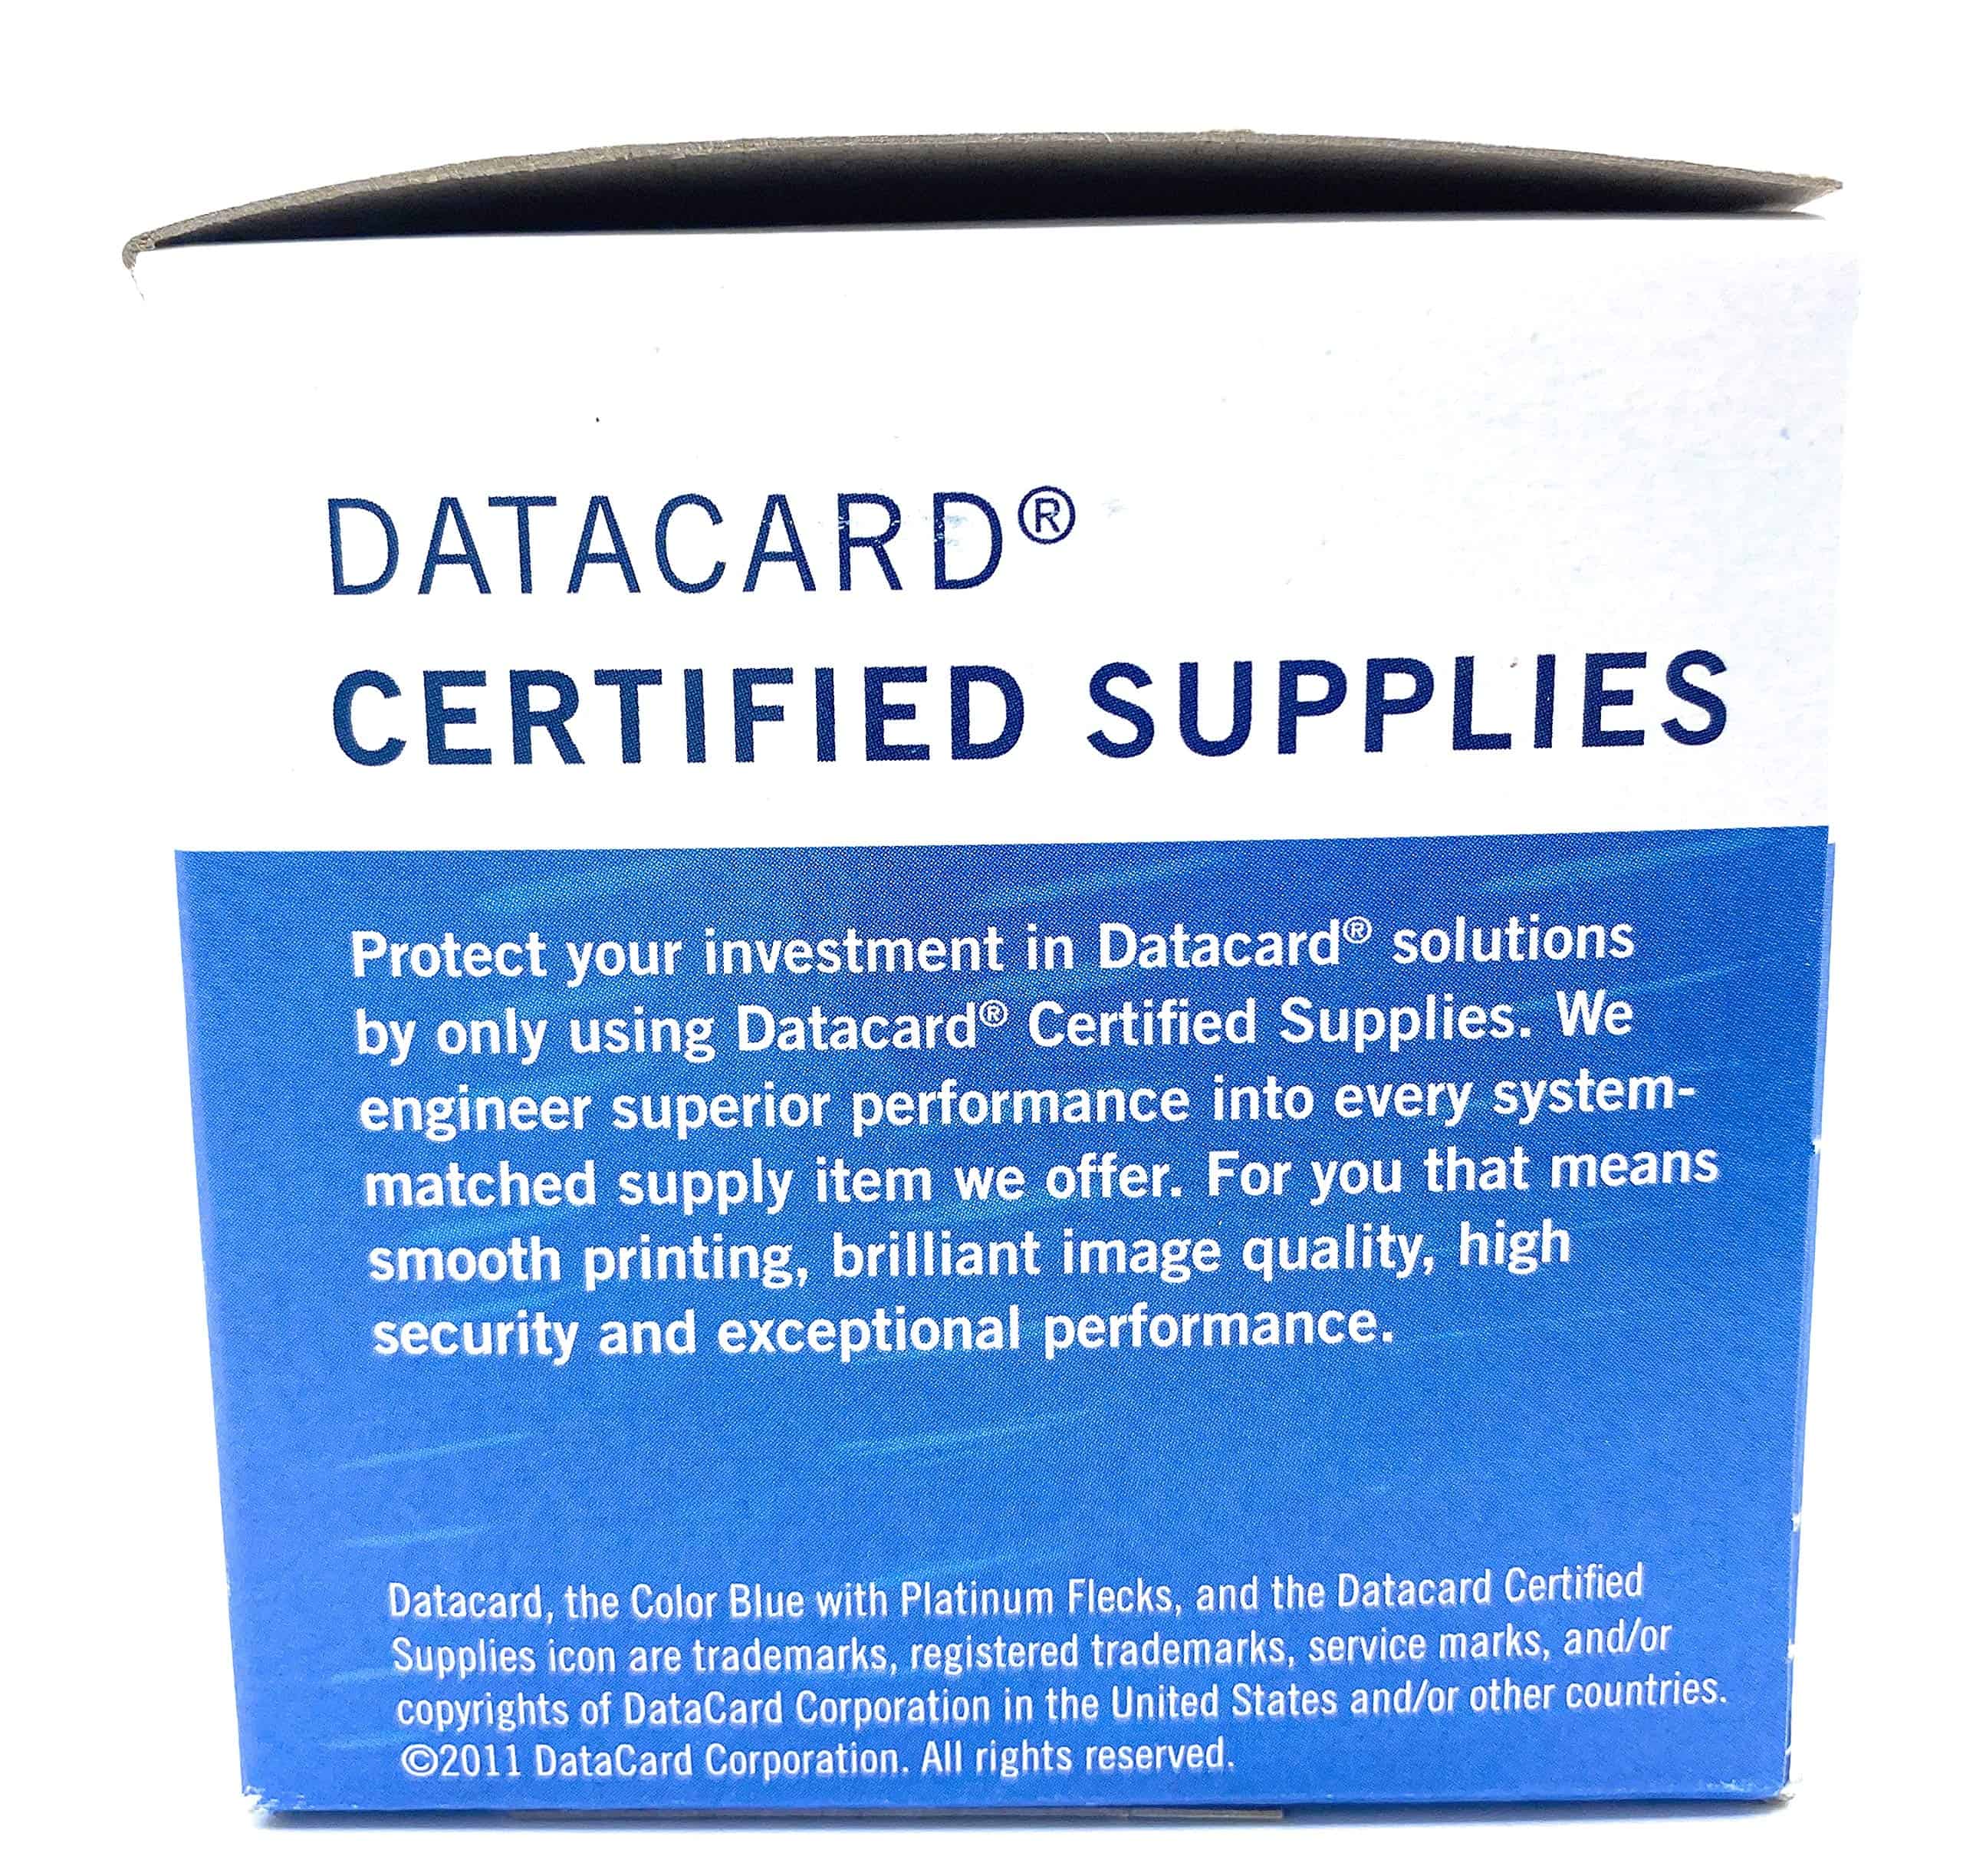 DATACARD®
CERTIFIED SUPPLIES
Protect your investment in Datacard® solutions
by only using Datacard® Certified Supplies. We
engineer superior performance into every system-
matched supply item we offer. For you that means
smooth printing, brilliant image quality, high
security and exceptional performance.
Datacard, the Color Blue with Platinum Flecks, and the Datacard Certified
Supplies icon are trademarks, registered trademarks, service marks, and/or
copyrights of DataCard Corporation in the United States and/or other countries.
©2011 DataCard Corporation. All rights reserved.